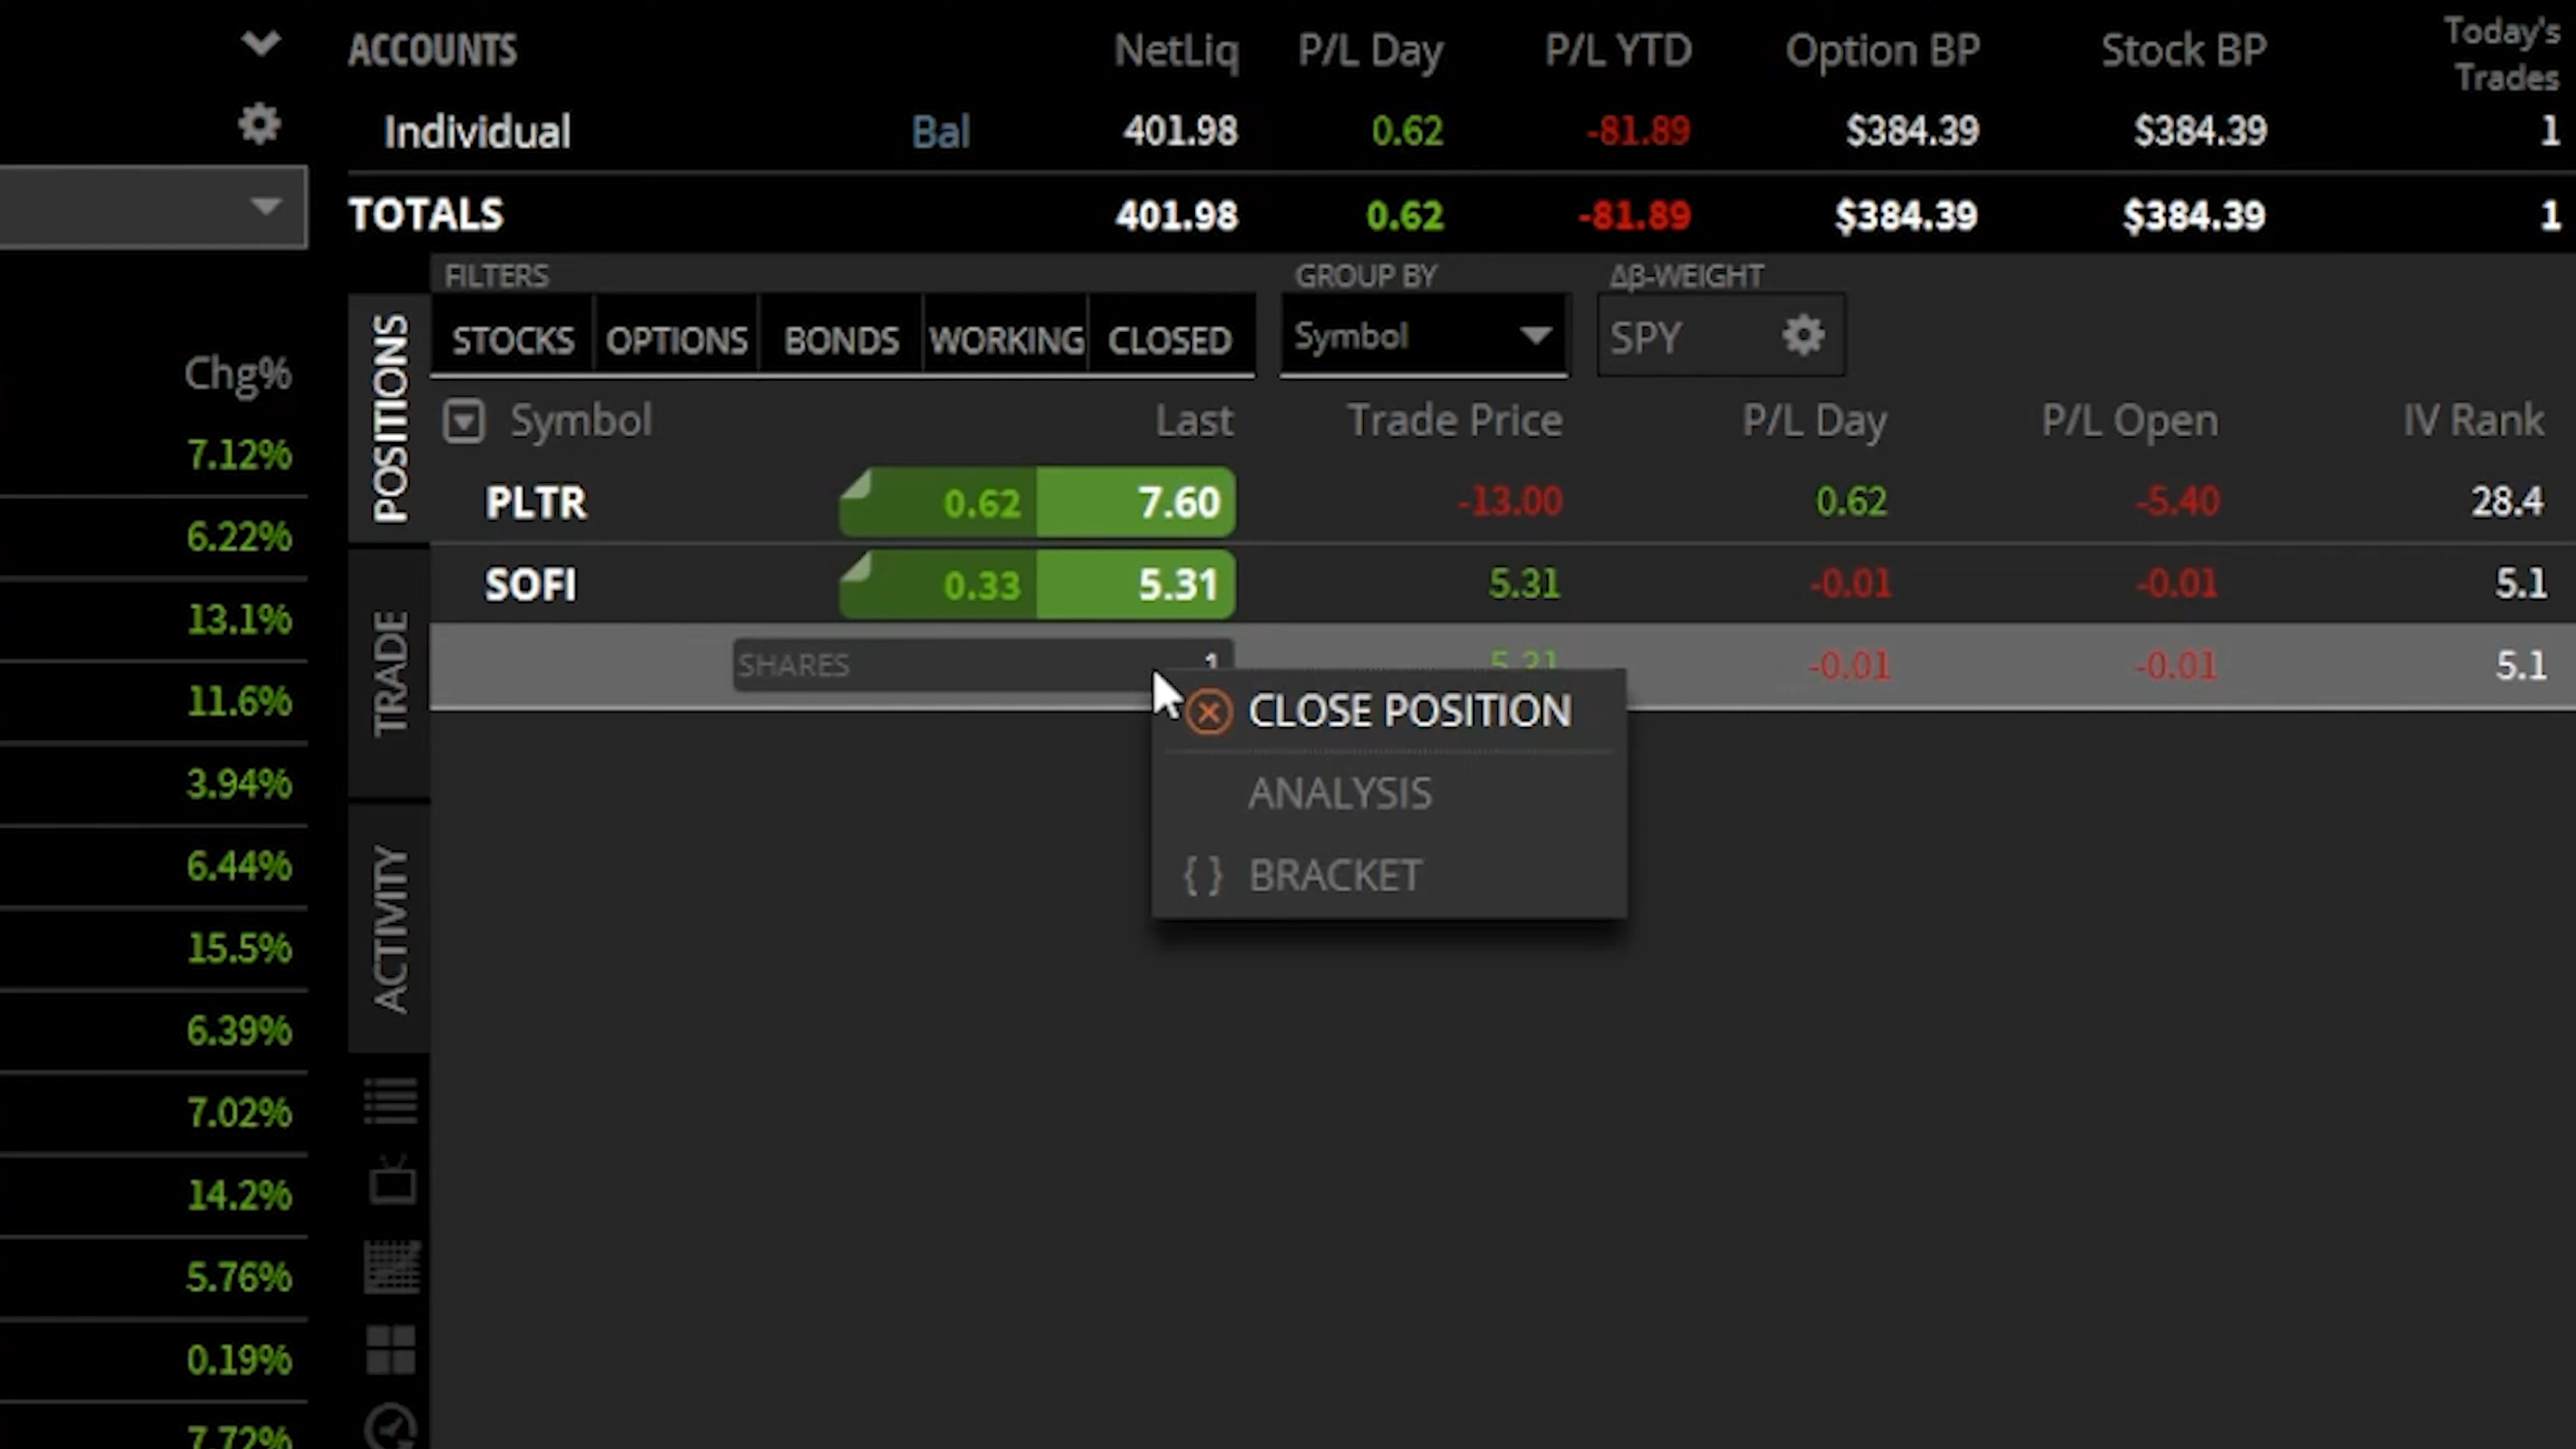 ACCOUNTS NetLiq P/L Day P/L YTD Option BP Stock BP Today's Trades
Individual Bal 401.98 0.62 -81.89 $384.39 $384.39 1
TOTALS 401.98 0.62 -81.89 $384.39 $384.39 1
FILTERS GROUP BY Δβ-WEIGHT
STOCKS OPTIONS BONDS WORKING CLOSED Symbol SPY
Symbol Last Trade Price P/L Day P/L Open IV Rank
PLTR 0.62 7.60 -13.00 0.62 -5.40 28.4
SOFI 0.33 5.31 5.31 -0.01 -0.01 5.1
SHARES 1 5.31 -0.01 -0.01 5.1
CLOSE POSITION
ANALYSIS
{ } BRACKET
POSITIONS
TRADE
ACTIVITY
Chg%
7.12%
6.22%
13.1%
11.6%
3.94%
6.44%
15.5%
6.39%
7.02%
14.2%
5.76%
0.19%
7.72%